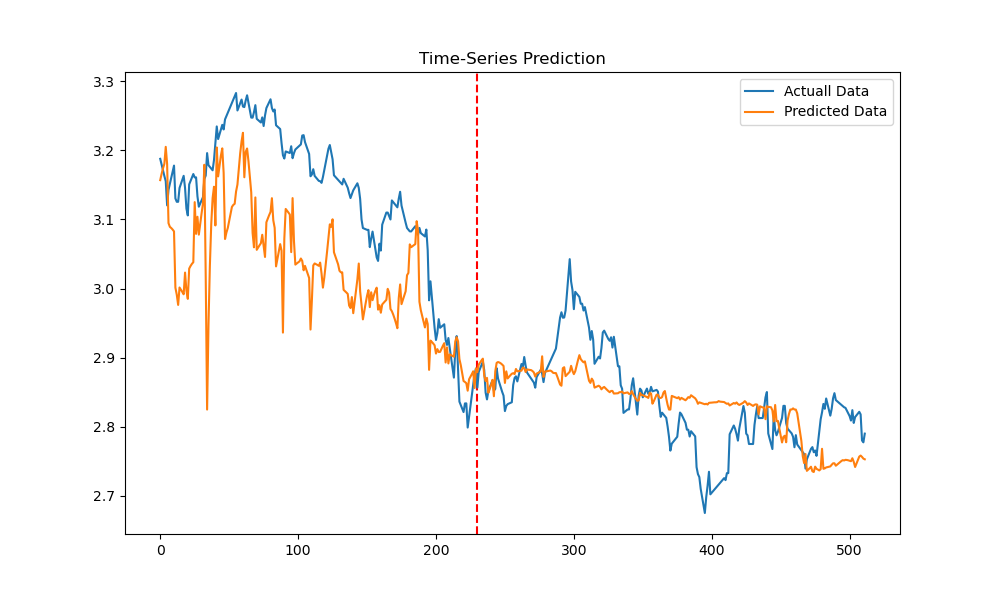 Time-Series Prediction
Actuall Data
Predicted Data
3.3
3.2
3.1
3.0
2.9
2.8
2.7
0 100 200 300 400 500